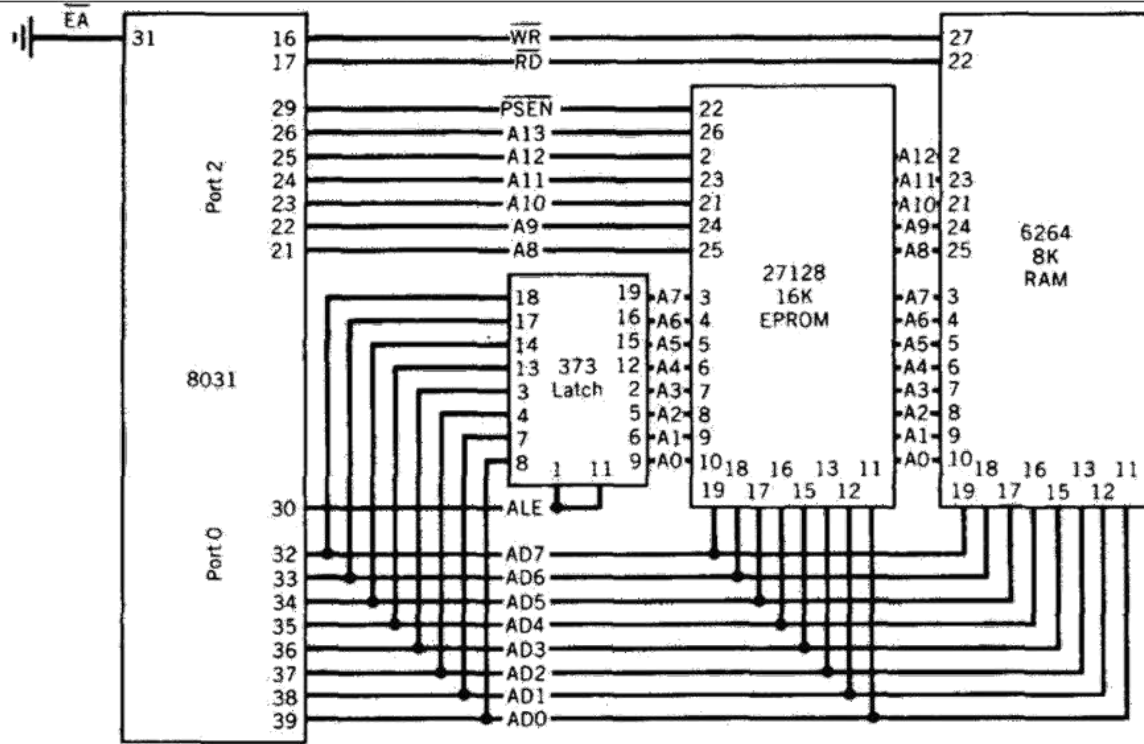 EA
31 16 WR 27
17 RD 22
29 PSEN 22
26 A13 26
25 A12 2 A12 2
24 A11 23 A11 23
23 A10 21 A10 21
22 A9 24 A9 24
21 A8 25 A8 25
Port 2
6264
8K
RAM
27128
16K
EPROM
18 19 A7 3 A7 3
17 16 A6 4 A6 4
14 15 A5 5 A5 5
13 12 A4 6 A4 6
3 2 A3 7 A3 7
4 5 A2 8 A2 8
7 6 A1 9 A1 9
8 9 A0 10 A0 10
373
Latch
8031
1 11
18 16 13 11
19 17 15 12
18 16 13 11
19 17 15 12
30 ALE
Port 0
32 AD7
33 AD6
34 AD5
35 AD4
36 AD3
37 AD2
38 AD1
39 AD0